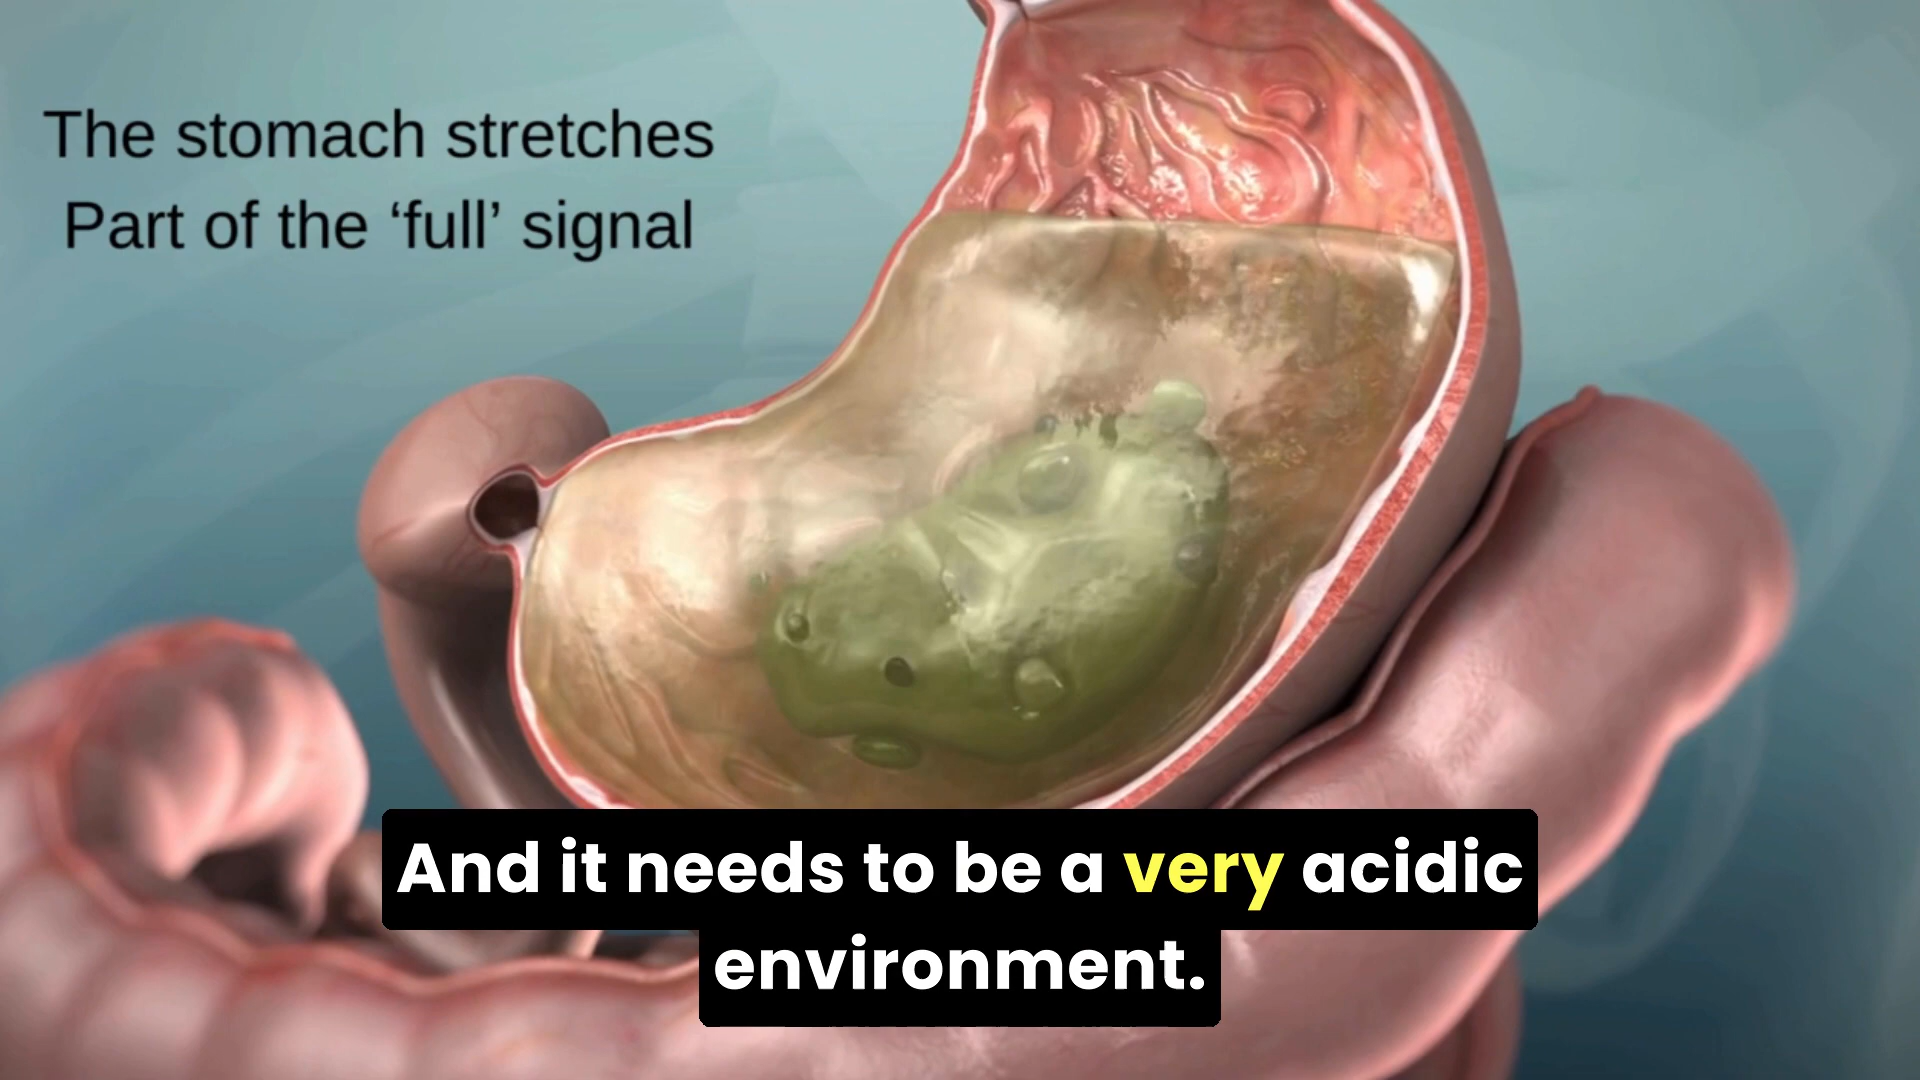 The stomach stretches
Part of the ‘full’ signal
And it needs to be a very acidic
environment.